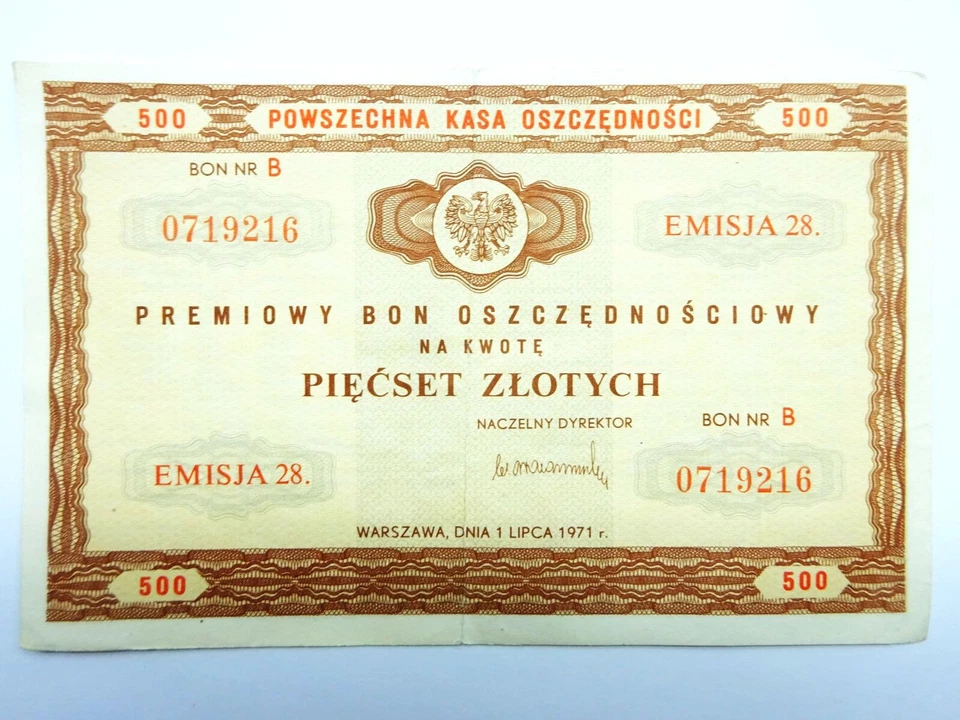 500 POWSZECHNA KASA OSZCZĘDNOŚCI 500
BON NR B
0719216
EMISJA 28.
PREMIOWY BON OSZCZĘDNOŚCIOWY
NA KWOTĘ
PIĘĆSET ZŁOTYCH
NACZELNY DYREKTOR
BON NR B
EMISJA 28.
0719216
WARSZAWA, DNIA 1 LIPCA 1971 r.
500 500